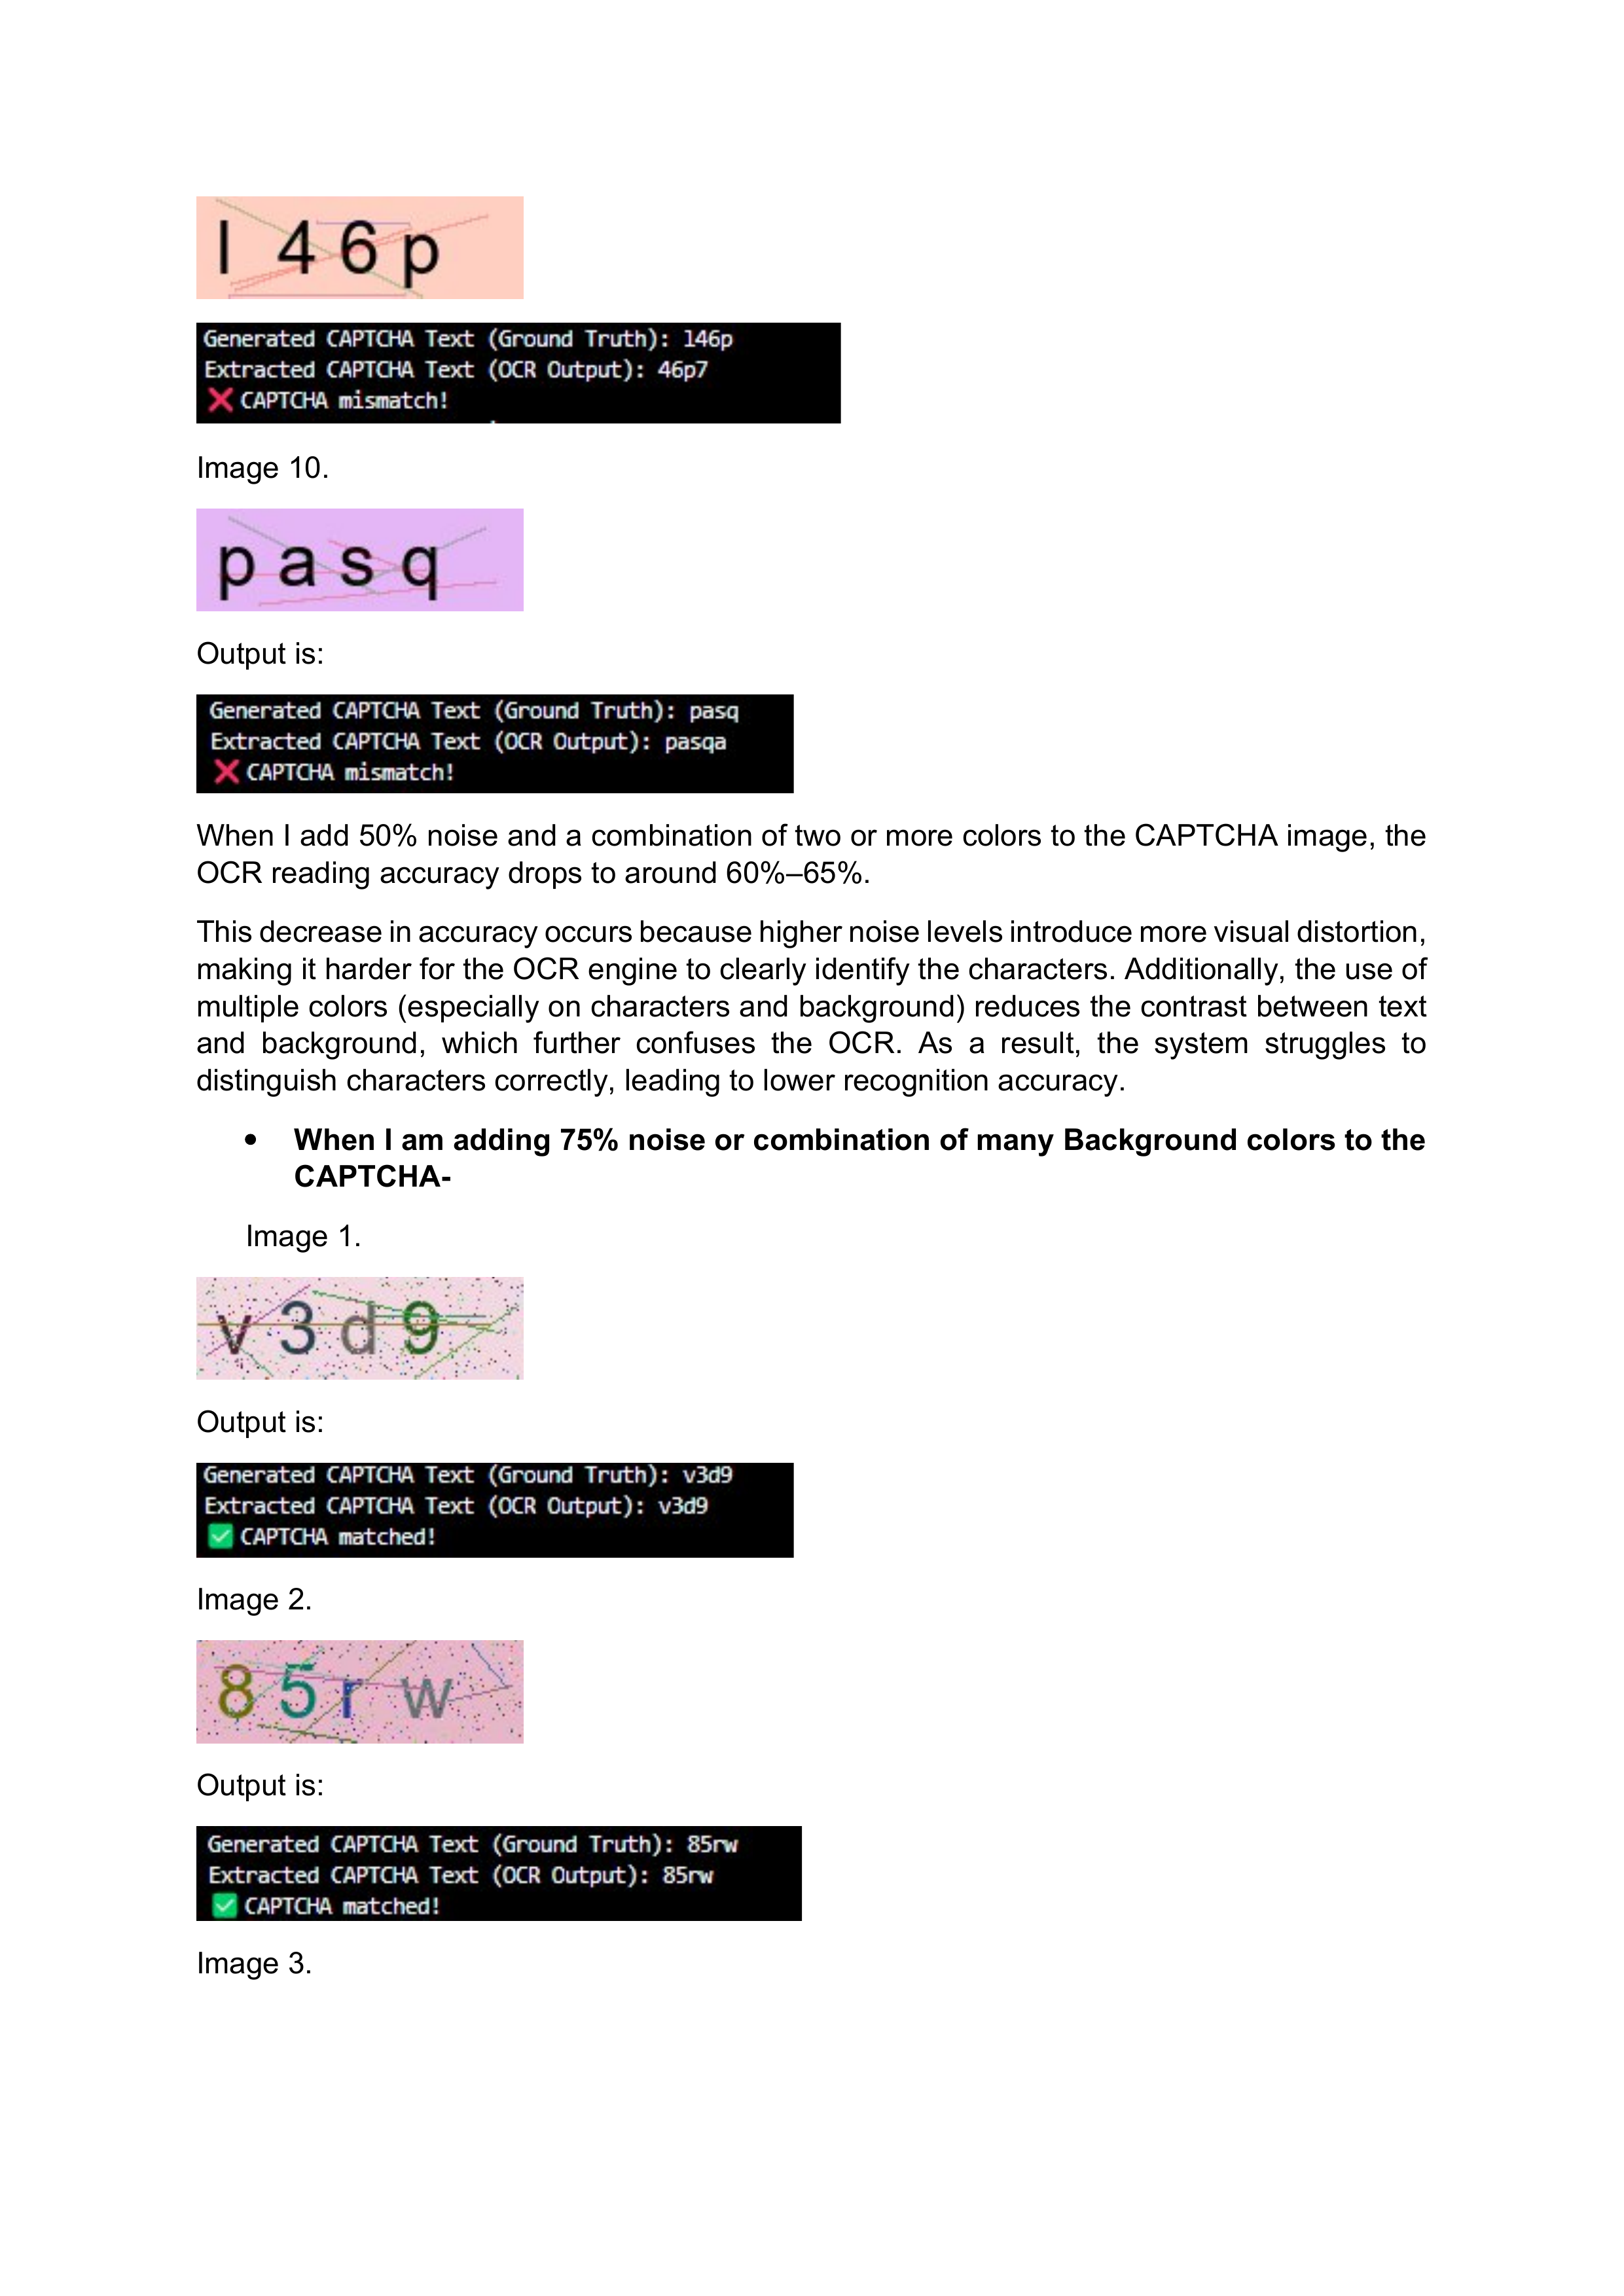 l 4 6 p
Generated CAPTCHA Text (Ground Truth): l46p
Extracted CAPTCHA Text (OCR Output): 46p7
❌ CAPTCHA mismatch!
Image 10.
p a s q
Output is:
Generated CAPTCHA Text (Ground Truth): pasq
Extracted CAPTCHA Text (OCR Output): pasqa
❌ CAPTCHA mismatch!
When I add 50% noise and a combination of two or more colors to the CAPTCHA image, the
OCR reading accuracy drops to around 60%–65%.
This decrease in accuracy occurs because higher noise levels introduce more visual distortion,
making it harder for the OCR engine to clearly identify the characters. Additionally, the use of
multiple colors (especially on characters and background) reduces the contrast between text
and background, which further confuses the OCR. As a result, the system struggles to
distinguish characters correctly, leading to lower recognition accuracy.
• When I am adding 75% noise or combination of many Background colors to the
CAPTCHA-
Image 1.
v 3 d 9
Output is:
Generated CAPTCHA Text (Ground Truth): v3d9
Extracted CAPTCHA Text (OCR Output): v3d9
✅ CAPTCHA matched!
Image 2.
8 5 r w
Output is:
Generated CAPTCHA Text (Ground Truth): 85rw
Extracted CAPTCHA Text (OCR Output): 85rw
✅ CAPTCHA matched!
Image 3.